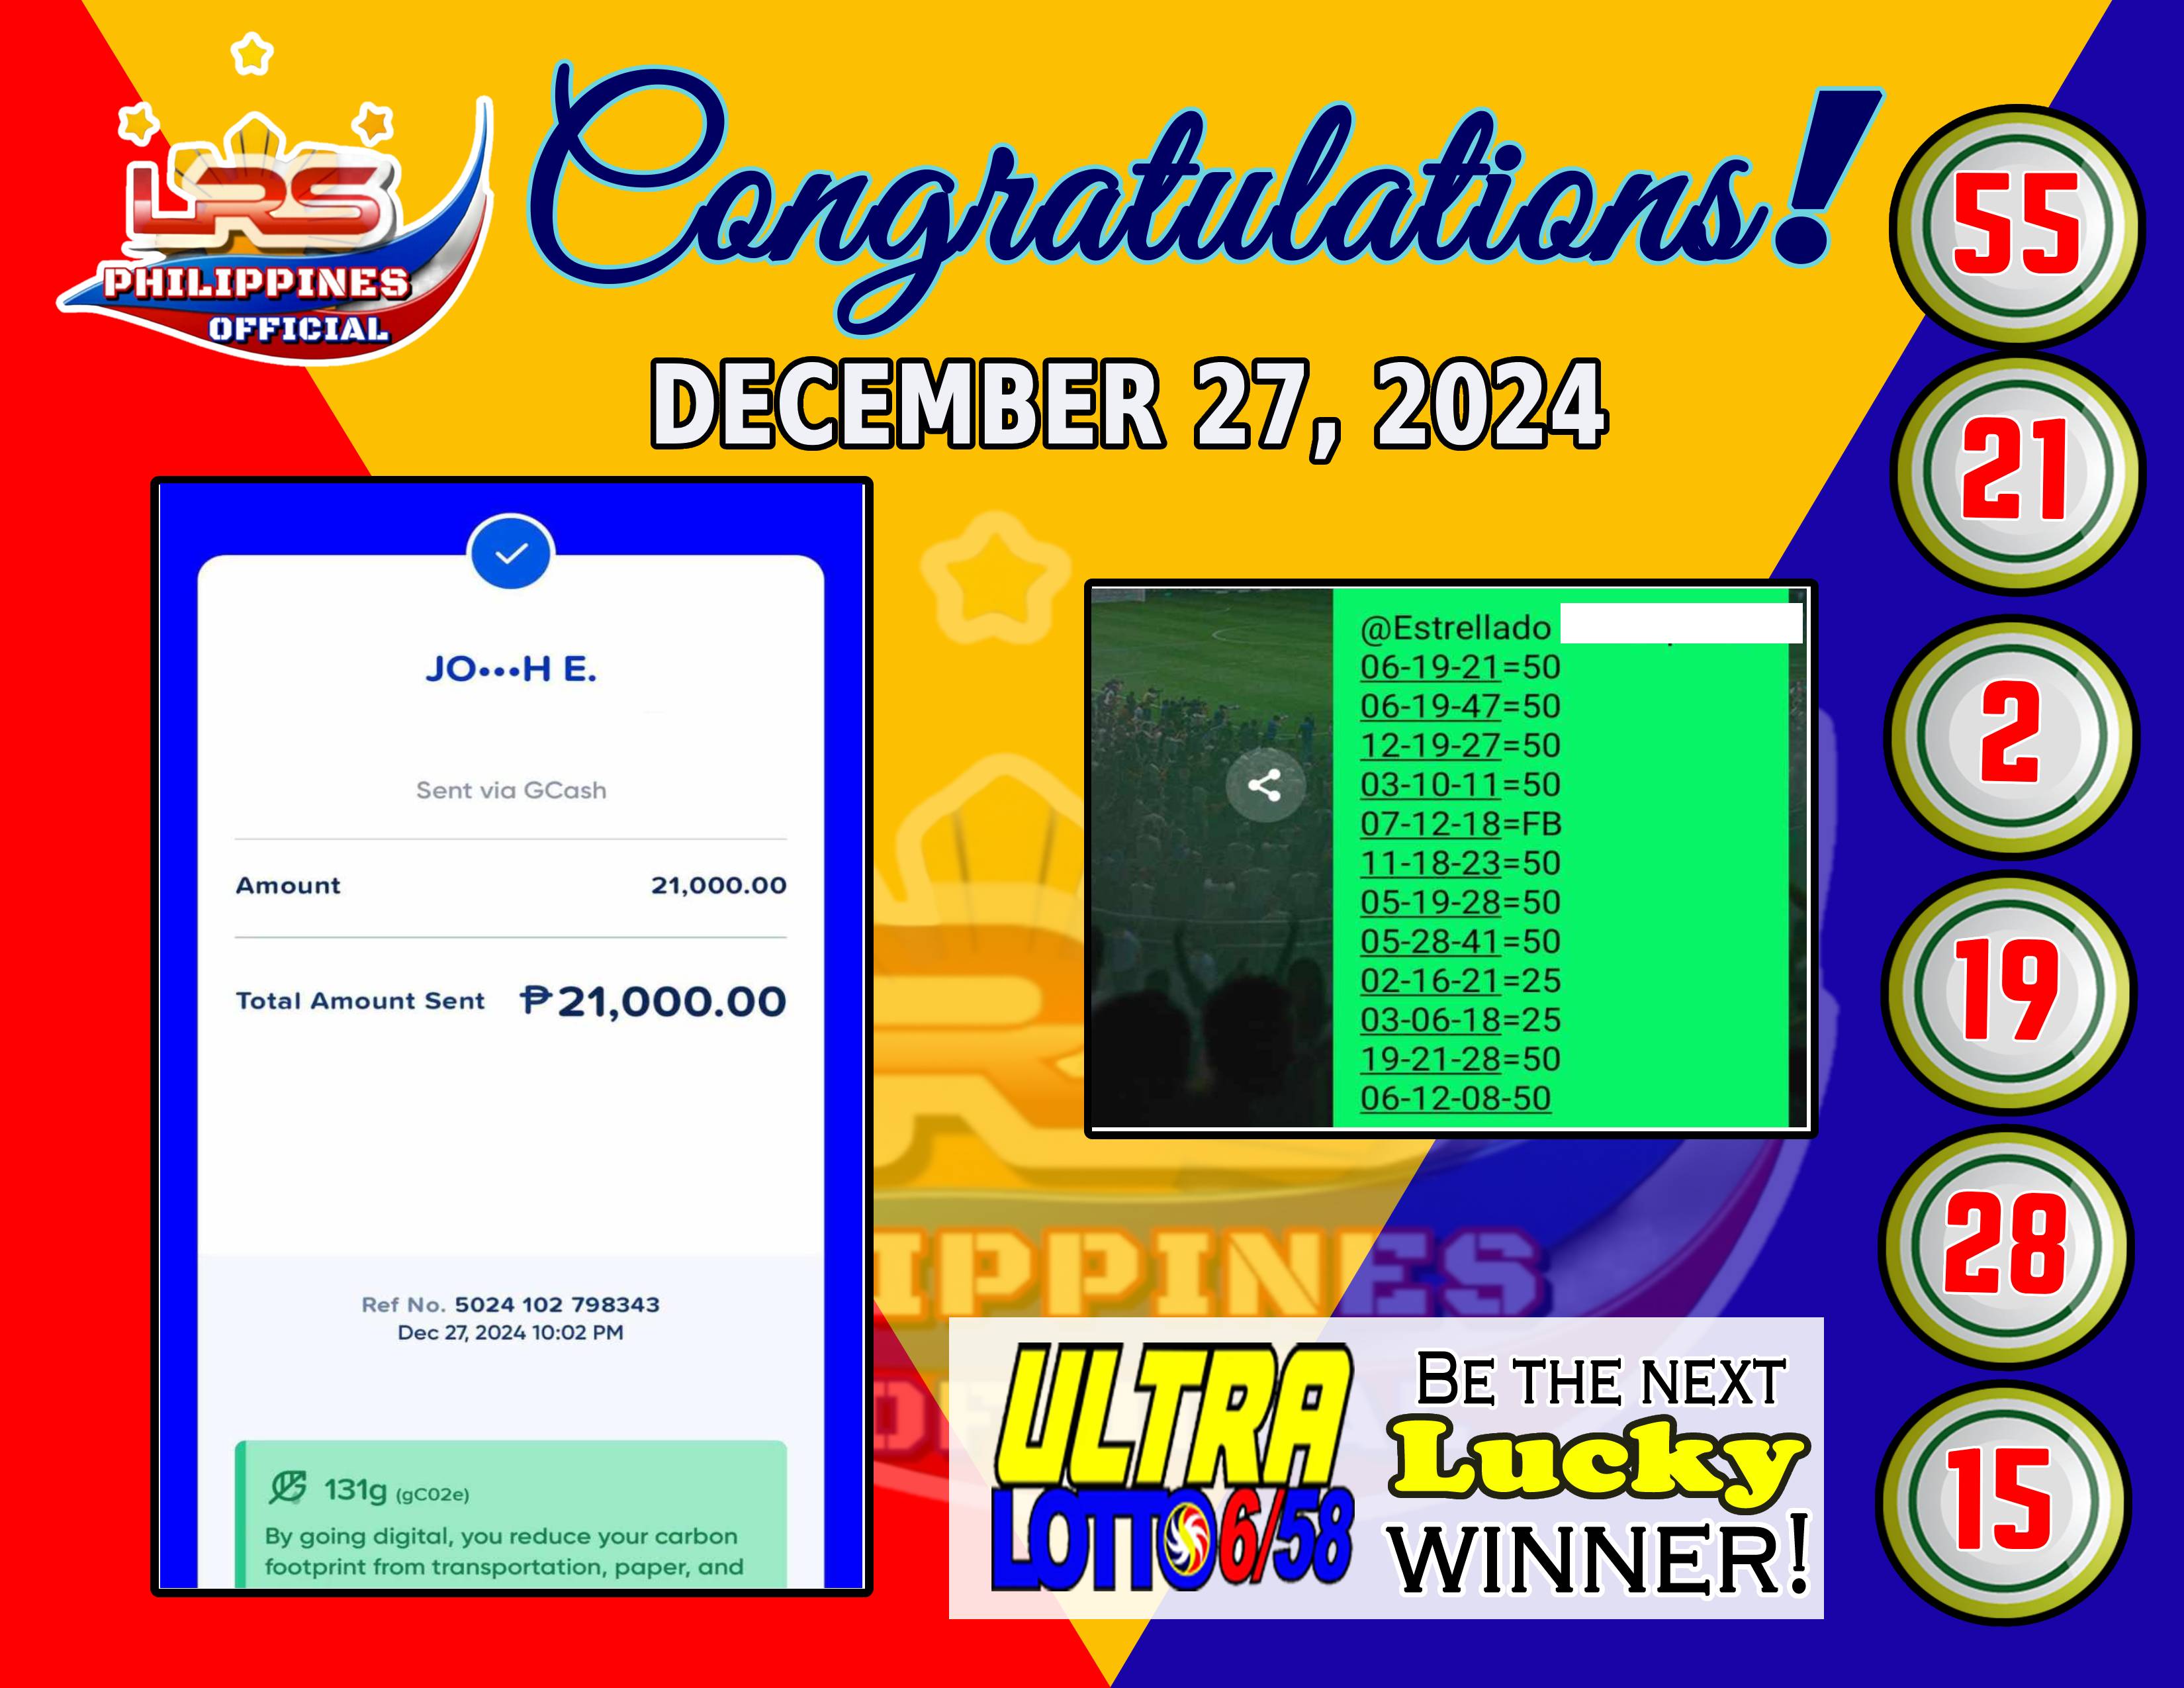 LRS
PHILIPPINES
OFFICIAL
Congratulations!
DECEMBER 27, 2024
JO•••H E.
Sent via GCash
Amount 21,000.00
Total Amount Sent ₱21,000.00
Ref No. 5024 102 798343
Dec 27, 2024 10:02 PM
131g (gC02e)
By going digital, you reduce your carbon
footprint from transportation, paper, and
@Estrellado
06-19-21=50
06-19-47=50
12-19-27=50
03-10-11=50
07-12-18=FB
11-18-23=50
05-19-28=50
05-28-41=50
02-16-21=25
03-06-18=25
19-21-28=50
06-12-08-50
ULTRA
LOTTO 6/58
BE THE NEXT
Lucky
WINNER!
55
21
2
19
28
15